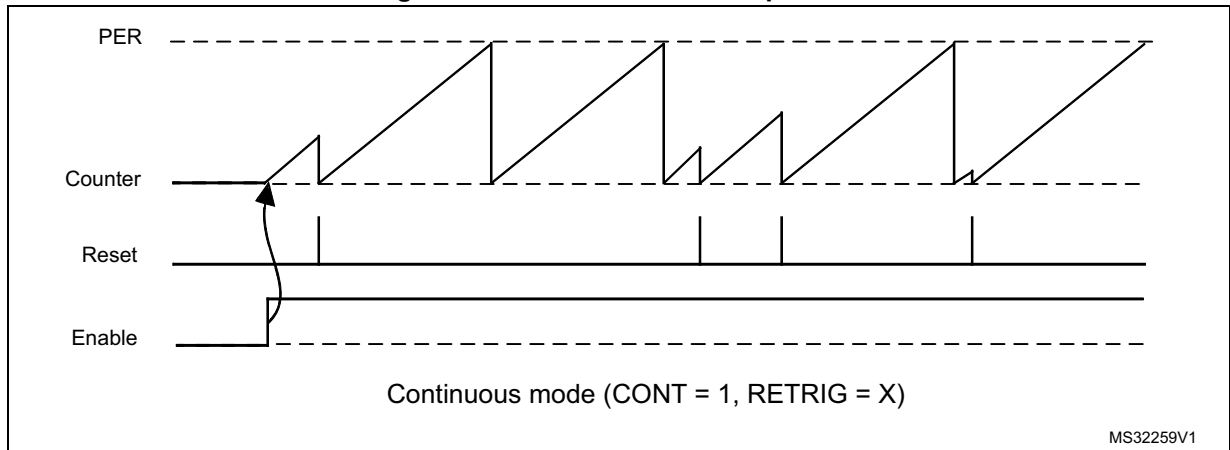 PER
Counter
Reset
Enable
Continuous mode (CONT = 1, RETRIG = X)
MS32259V1